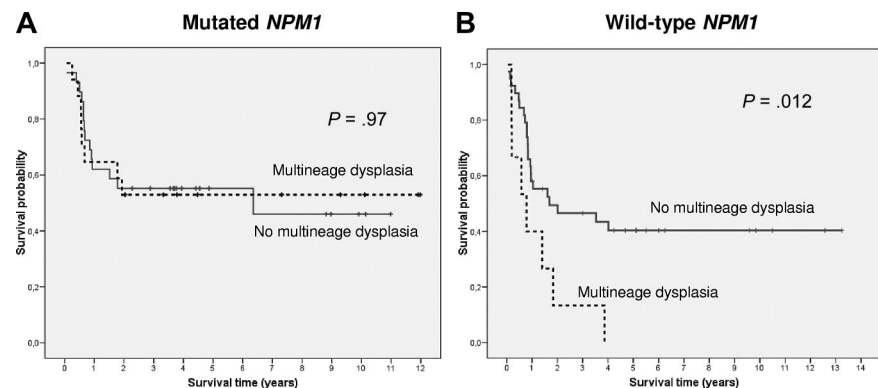 A
Mutated NPM1
1,0
0,8
0,6
0,4
0,2
0,0
Survival probability
P = .97
Multineage dysplasia
No multineage dysplasia
0 1 2 3 4 5 6 7 8 9 10 11 12
Survival time (years)
B
Wild-type NPM1
1,0
0,8
0,6
0,4
0,2
0,0
Survival probability
P = .012
No multineage dysplasia
Multineage dysplasia
0 1 2 3 4 5 6 7 8 9 10 11 12 13 14
Survival time (years)